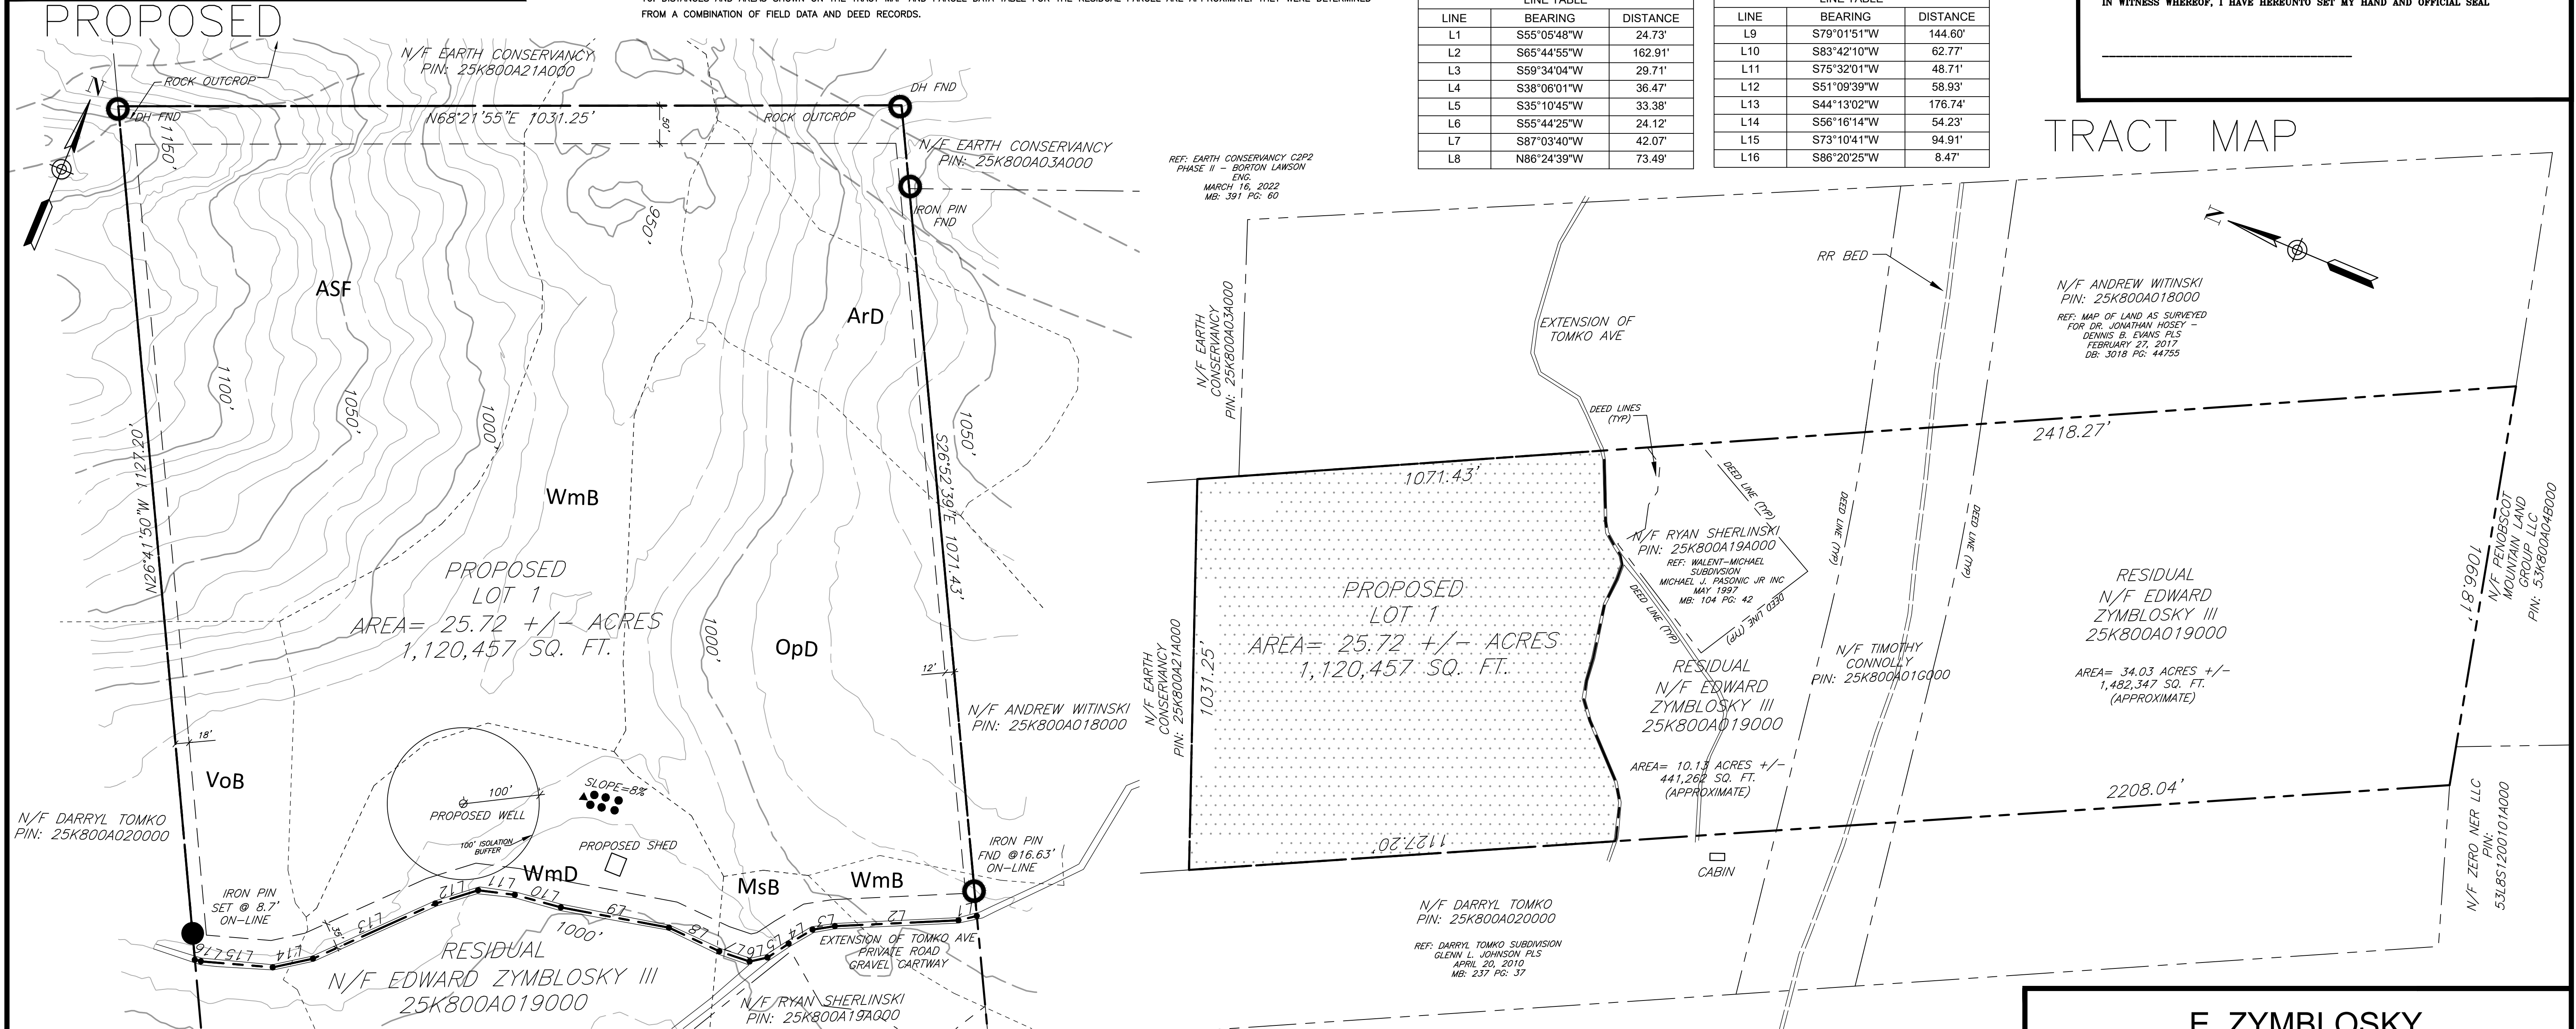 PROPOSED
FROM A COMBINATION OF FIELD DATA AND DEED RECORDS.
LINE BEARING DISTANCE
L1 S55°05'48"W 24.73'
L2 S65°44'55"W 162.91'
L3 S59°34'04"W 29.71'
L4 S38°06'01"W 36.47'
L5 S35°10'45"W 33.38'
L6 S55°44'25"W 24.12'
L7 S87°03'40"W 42.07'
L8 N86°24'39"W 73.49'
LINE BEARING DISTANCE
L9 S79°01'51"W 144.60'
L10 S83°42'10"W 62.77'
L11 S75°32'01"W 48.71'
L12 S51°09'39"W 58.93'
L13 S44°13'02"W 176.74'
L14 S56°16'14"W 54.23'
L15 S73°10'41"W 94.91'
L16 S86°20'25"W 8.47'
IN WITNESS WHEREOF, I HAVE HEREUNTO SET MY HAND AND OFFICIAL SEAL
N/F EARTH CONSERVANCY
PIN: 25K800A21A000
ROCK OUTCROP
N
DH FND
DH FND
1150'
N68°21'55"E 1031.25'
50'
ROCK OUTCROP
N/F EARTH CONSERVANCY
PIN: 25K800A03A000
IRON PIN
FND
950'
ASF
ArD
1100'
1050'
1000'
1050'
N26°41'50"W 1127.20'
S26°52'39"E 1071.43'
WmB
PROPOSED
LOT 1
AREA= 25.72 +/- ACRES
1,120,457 SQ. FT.
1000'
OpD
12'
N/F ANDREW WITINSKI
PIN: 25K800A018000
18'
VoB
N/F DARRYL TOMKO
PIN: 25K800A020000
100'
PROPOSED WELL
100' ISOLATION
BUFFER
SLOPE=8%
PROPOSED SHED
IRON PIN
FND @16.63'
ON-LINE
WmD
MsB
WmB
IRON PIN
SET @ 8.7'
ON-LINE
L16
L15
L14
L13
L12
L11
L10
L9
L8
L7
L6
L5
L4
L3
L2
35'
1000'
EXTENSION OF TOMKO AVE
PRIVATE ROAD
GRAVEL CARTWAY
RESIDUAL
N/F EDWARD ZYMBLOSKY III
25K800A019000
N/F RYAN SHERLINSKI
PIN: 25K800A19A000
TRACT MAP
REF: EARTH CONSERVANCY C2P2
PHASE II - BORTON LAWSON
ENG.
MARCH 16, 2022
MB: 391 PG: 60
N
RR BED
N/F ANDREW WITINSKI
PIN: 25K800A018000
REF: MAP OF LAND AS SURVEYED
FOR DR. JONATHAN HOSEY -
DENNIS B. EVANS PLS
FEBRUARY 27, 2017
DB: 3018 PG: 44755
N/F EARTH
CONSERVANCY
PIN: 25K800A03A000
EXTENSION OF
TOMKO AVE
DEED LINES
(TYP)
2418.27'
1071.43'
DEED LINE (TYP)
DEED LINE (TYP)
DEED LINE (TYP)
N/F RYAN SHERLINSKI
PIN: 25K800A19A000
REF: WALENT-MICHAEL
SUBDIVSION
MICHAEL J. PASONIC JR INC
MAY 1997
MB: 104 PG: 42
DEED LINE (TYP)
DEED LINE (TYP)
PROPOSED
LOT 1
AREA= 25.72 +/- ACRES
1,120,457 SQ. FT.
N/F EARTH
CONSERVANCY
PIN: 25K800A21A000
1031.25'
RESIDUAL
N/F EDWARD
ZYMBLOSKY III
25K800A019000
AREA= 10.13 ACRES +/-
441,262 SQ. FT.
(APPROXIMATE)
N/F TIMOTHY
CONNOLLY
PIN: 25K800A01G000
RESIDUAL
N/F EDWARD
ZYMBLOSKY III
25K800A019000
AREA= 34.03 ACRES +/-
1,482,347 SQ. FT.
(APPROXIMATE)
1066.81'
N/F PENOBSCOT
MOUNTAIN LAND
GROUP LLC
PIN: 53K800A04B000
2208.04'
1127.20'
CABIN
N/F ZERO NER LLC
PIN:
53L8S1200101A000
N/F DARRYL TOMKO
PIN: 25K800A020000
REF: DARRYL TOMKO SUBDIVISION
GLENN L. JOHNSON PLS
APRIL 20, 2010
MB: 237 PG: 37
E. ZYMBLOSKY